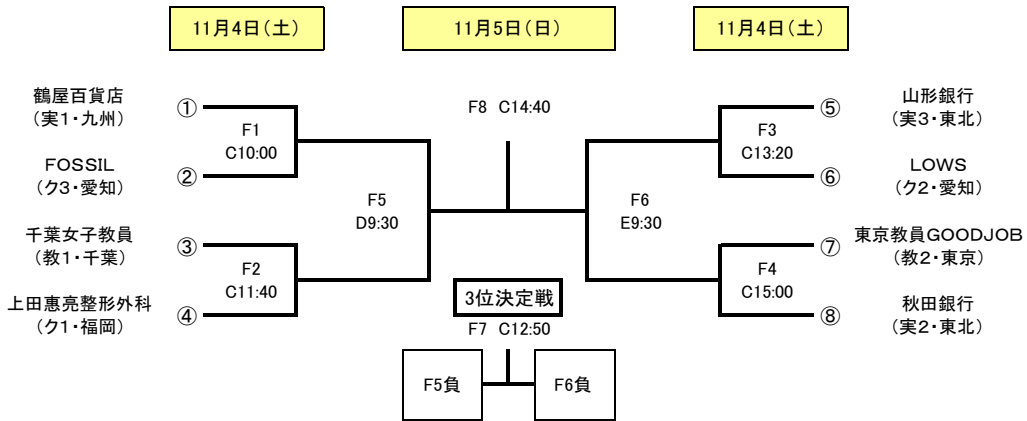 11月4日（土）
11月5日（日）
11月4日（土）
鶴屋百貨店
（実1・九州）
①
F1
C10:00
FOSSIL
（ク3・愛知）
②
千葉女子教員
（教1・千葉）
③
F2
C11:40
上田惠亮整形外科
（ク1・福岡）
④
F5
D9:30
F8 C14:40
F6
E9:30
3位決定戦
F7 C12:50
F5負
F6負
⑤
山形銀行
（実3・東北）
F3
C13:20
⑥
LOWS
（ク2・愛知）
⑦
東京教員GOODJOB
（教2・東京）
F4
C15:00
⑧
秋田銀行
（実2・東北）